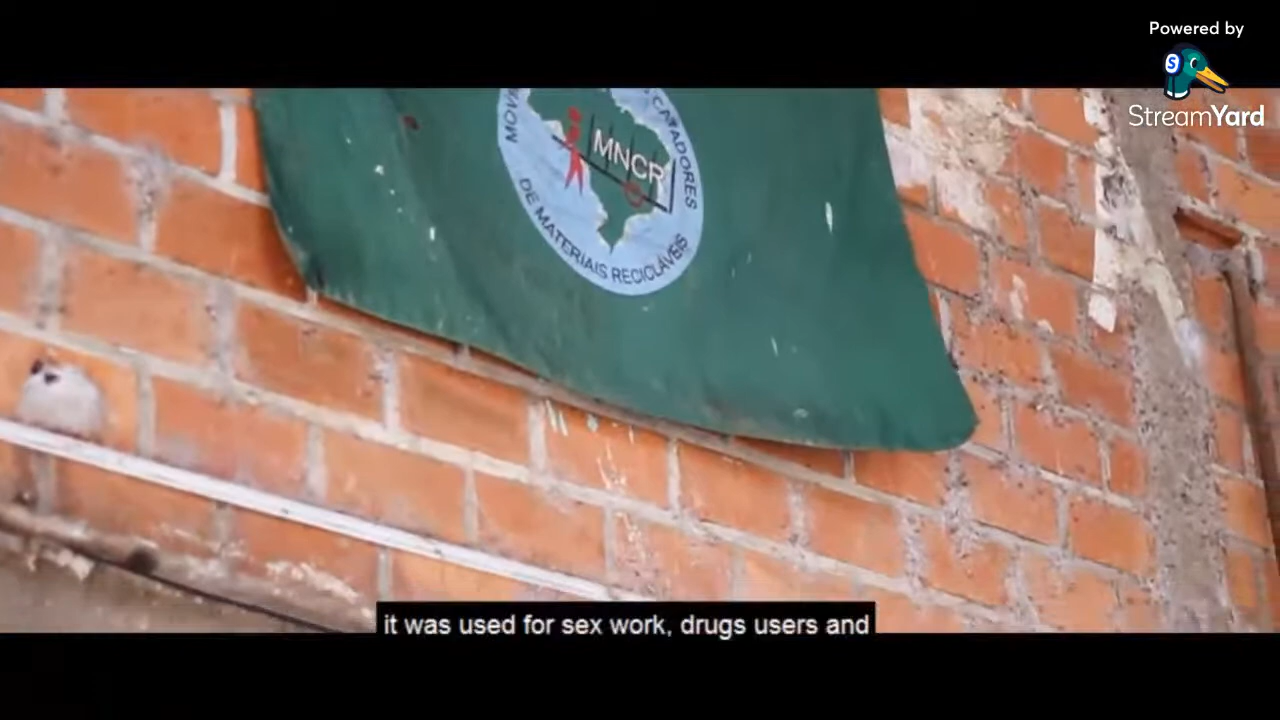 Powered by
S
StreamYard
CATADORES
MNCR
DE MATERIAIS RECICLÁVEIS
it was used for sex work, drugs users and